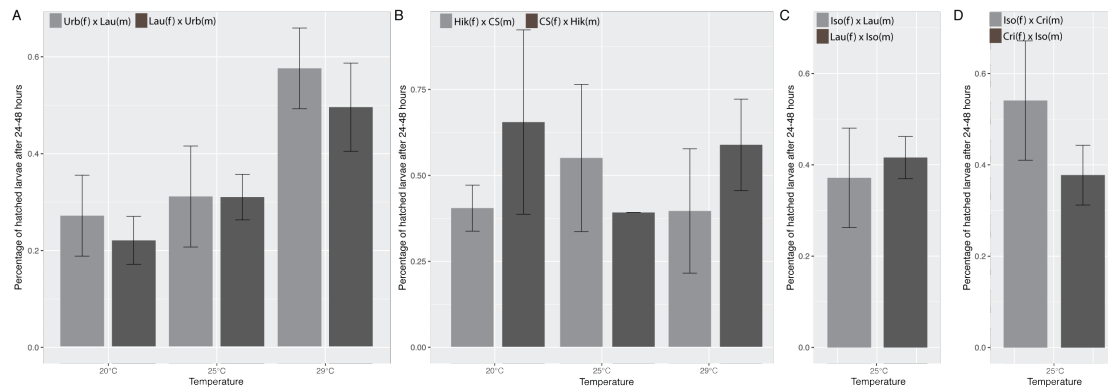 A
Urb(f) x Lau(m) Lau(f) x Urb(m)
Percentage of hatched larvae after 24-48 hours
0.6
0.4
0.2
0.0
20°C 25°C 29°C
Temperature
B
Hik(f) x CS(m) CS(f) x Hik(m)
Percentage of hatched larvae after 24-48 hours
0.75
0.50
0.25
0.00
20°C 25°C 29°C
Temperature
C
Iso(f) x Lau(m)
Lau(f) x Iso(m)
Percentage of hatched larvae after 24-48 hours
0.6
0.4
0.2
0.0
25°C
Temperature
D
Iso(f) x Cri(m)
Cri(f) x Iso(m)
Percentage of hatched larvae after 24-48 hours
0.6
0.4
0.2
0.0
25°C
Temperature